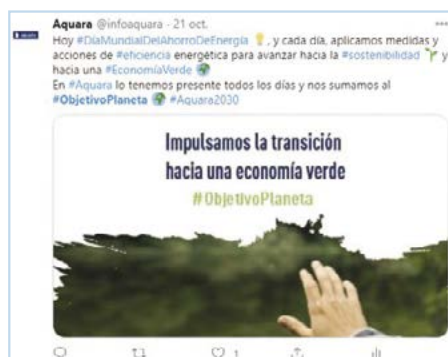 Aquara @infoaquara · 21 oct.
Hoy #DíaMundialDelAhorroDeEnergía 💡, y cada día, aplicamos medidas y
acciones de #eficiencia energética para avanzar hacia la #sostenibilidad 🌱 y
hacia una #EconomíaVerde 🌍
En #Aquara lo tenemos presente todos los días y nos sumamos al
#ObjetivoPlaneta 🌍 #Aquara2030
Impulsamos la transición
hacia una economía verde
#ObjetivoPlaneta
1